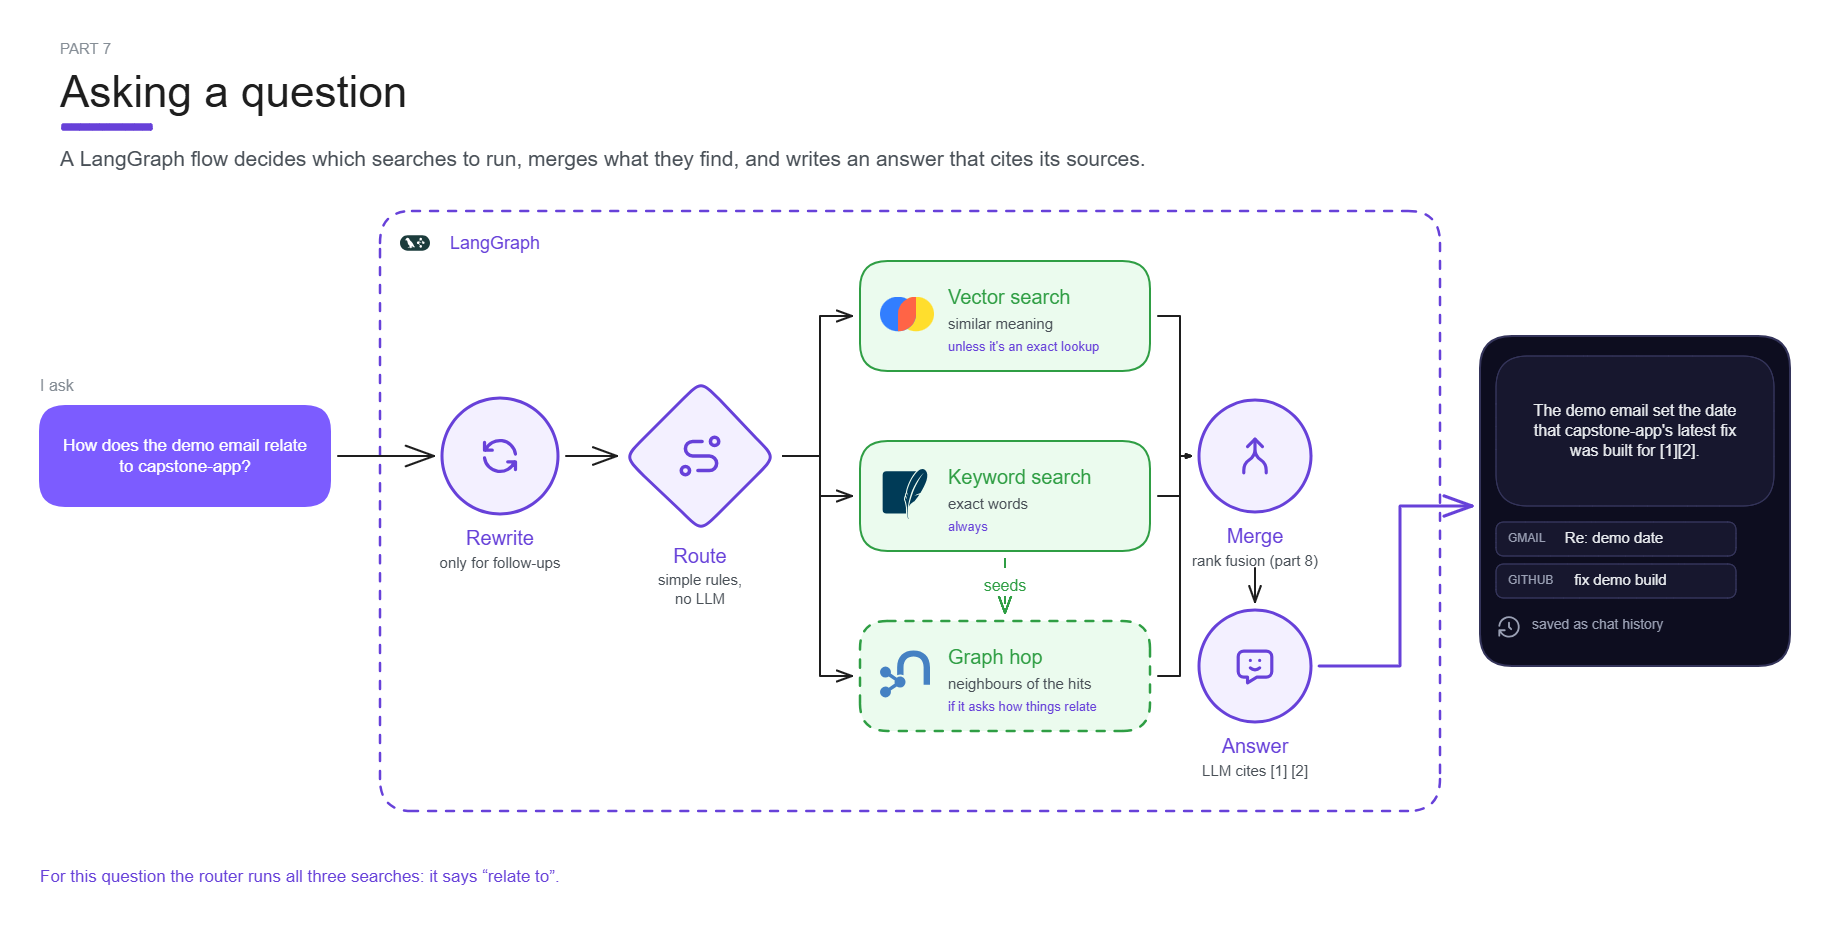 PART 7
Asking a question
A LangGraph flow decides which searches to run, merges what they find, and writes an answer that cites its sources.
LangGraph
I ask
How does the demo email relate
to capstone-app?
Rewrite
only for follow-ups
Route
simple rules,
no LLM
Vector search
similar meaning
unless it's an exact lookup
Keyword search
exact words
always
seeds
Graph hop
neighbours of the hits
if it asks how things relate
Merge
rank fusion (part 8)
Answer
LLM cites [1] [2]
The demo email set the date
that capstone-app's latest fix
was built for [1][2].
GMAIL Re: demo date
GITHUB fix demo build
saved as chat history
For this question the router runs all three searches: it says “relate to”.